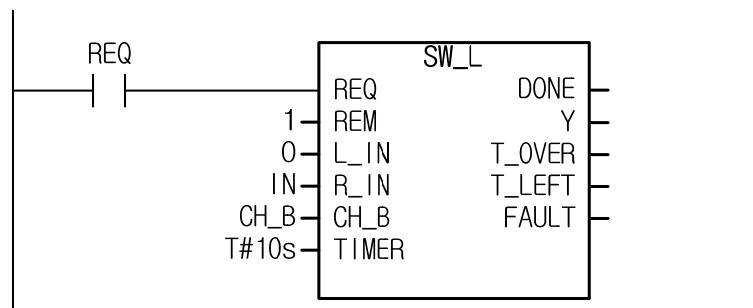 REQ
SW_L
REQ DONE
1 REM Y
0 L_IN T_OVER
IN R_IN T_LEFT
CH_B CH_B FAULT
T#10s TIMER